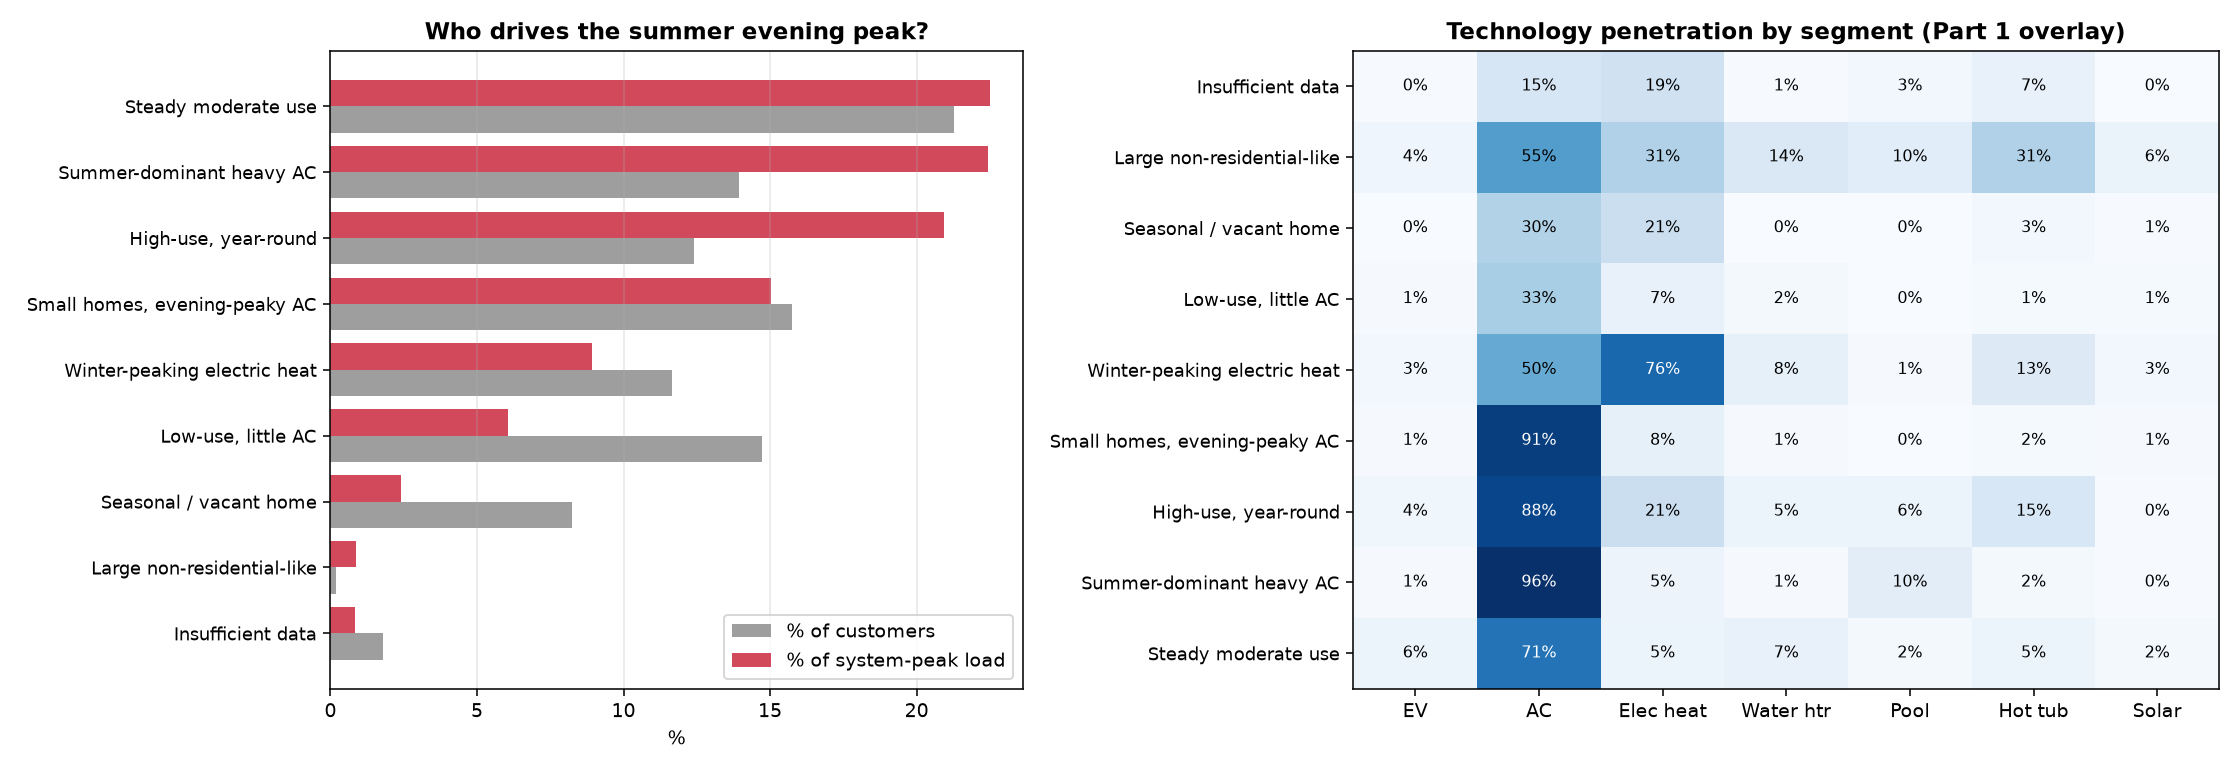 Who drives the summer evening peak?
Steady moderate use
Summer-dominant heavy AC
High-use, year-round
Small homes, evening-peaky AC
Winter-peaking electric heat
Low-use, little AC
Seasonal / vacant home
Large non-residential-like
Insufficient data
% of customers
% of system-peak load
0 5 10 15 20
%
Technology penetration by segment (Part 1 overlay)
Insufficient data 0% 15% 19% 1% 3% 7% 0%
Large non-residential-like 4% 55% 31% 14% 10% 31% 6%
Seasonal / vacant home 0% 30% 21% 0% 0% 3% 1%
Low-use, little AC 1% 33% 7% 2% 0% 1% 1%
Winter-peaking electric heat 3% 50% 76% 8% 1% 13% 3%
Small homes, evening-peaky AC 1% 91% 8% 1% 0% 2% 1%
High-use, year-round 4% 88% 21% 5% 6% 15% 0%
Summer-dominant heavy AC 1% 96% 5% 1% 10% 2% 0%
Steady moderate use 6% 71% 5% 7% 2% 5% 2%
EV AC Elec heat Water htr Pool Hot tub Solar